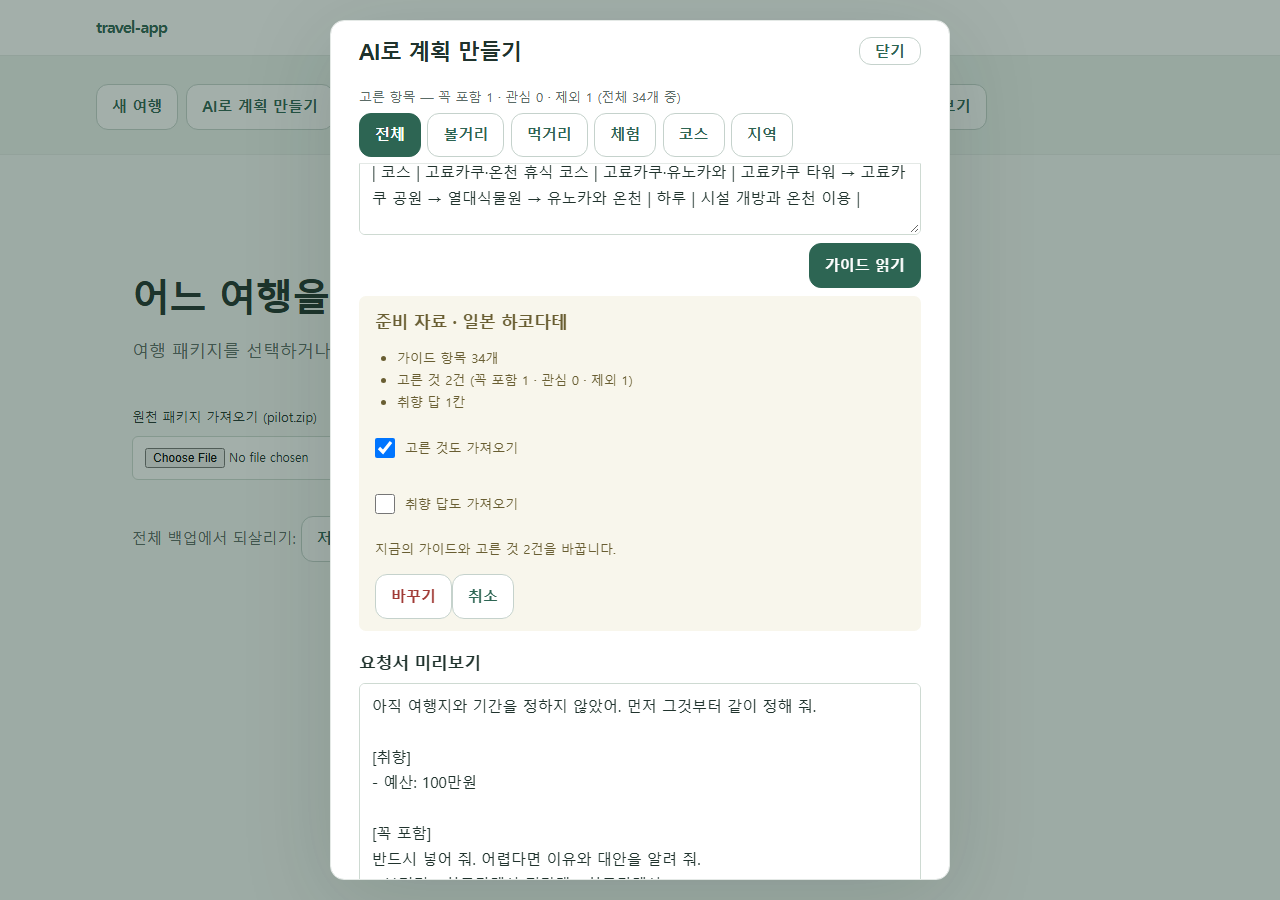 travel-app
새 여행
AI로 계획 만들기
보기
어느 여행을
여행 패키지를 선택하거나
원천 패키지 가져오기 (pilot.zip)
Choose File No file chosen
전체 백업에서 되살리기:
AI로 계획 만들기
닫기
고른 항목 — 꼭 포함 1 · 관심 0 · 제외 1 (전체 34개 중)
전체
볼거리
먹거리
체험
코스
지역
| 코스 | 고료카쿠·온천 휴식 코스 | 고료카쿠·유노카와 | 고료카쿠 타워 → 고료카
쿠 공원 → 열대식물원 → 유노카와 온천 | 하루 | 시설 개방과 온천 이용 |
가이드 읽기
준비 자료 · 일본 하코다테
• 가이드 항목 34개
• 고른 것 2건 (꼭 포함 1 · 관심 0 · 제외 1)
• 취향 답 1칸
고른 것도 가져오기
취향 답도 가져오기
지금의 가이드와 고른 것 2건을 바꿉니다.
바꾸기
취소
요청서 미리보기
아직 여행지와 기간을 정하지 않았어. 먼저 그것부터 같이 정해 줘.
[취향]
- 예산: 100만원
[꼭 포함]
반드시 넣어 줘. 어렵다면 이유와 대안을 알려 줘.